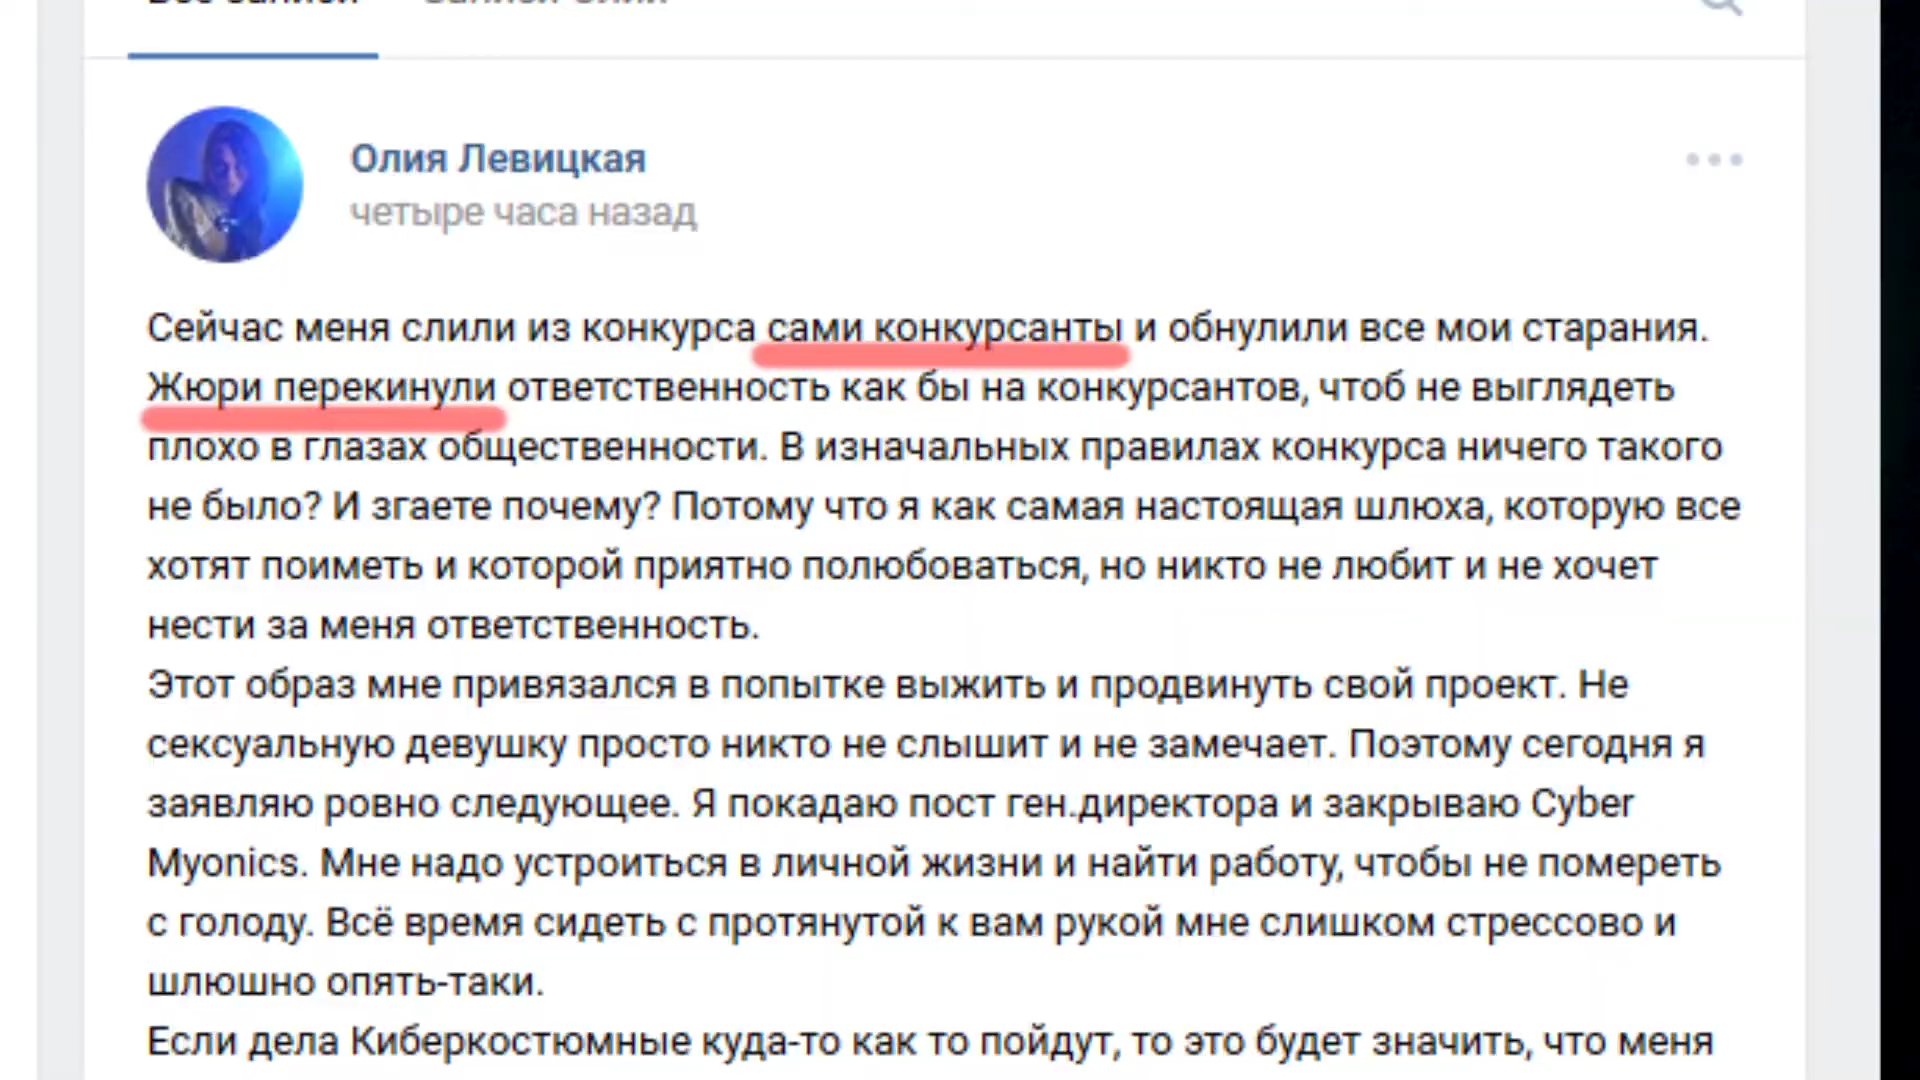 Все записи Записи Олии
Олия Левицкая
четыре часа назад
Сейчас меня слили из конкурса сами конкурсанты и обнулили все мои старания.
Жюри перекинули ответственность как бы на конкурсантов, чтоб не выглядеть
плохо в глазах общественности. В изначальных правилах конкурса ничего такого
не было? И згаете почему? Потому что я как самая настоящая шлюха, которую все
хотят поиметь и которой приятно полюбоваться, но никто не любит и не хочет
нести за меня ответственность.
Этот образ мне привязался в попытке выжить и продвинуть свой проект. Не
сексуальную девушку просто никто не слышит и не замечает. Поэтому сегодня я
заявляю ровно следующее. Я покадаю пост ген.директора и закрываю Cyber
Myonics. Мне надо устроиться в личной жизни и найти работу, чтобы не помереть
с голоду. Всё время сидеть с протянутой к вам рукой мне слишком стрессово и
шлюшно опять-таки.
Если дела Киберкостюмные куда-то как то пойдут, то это будет значить, что меня